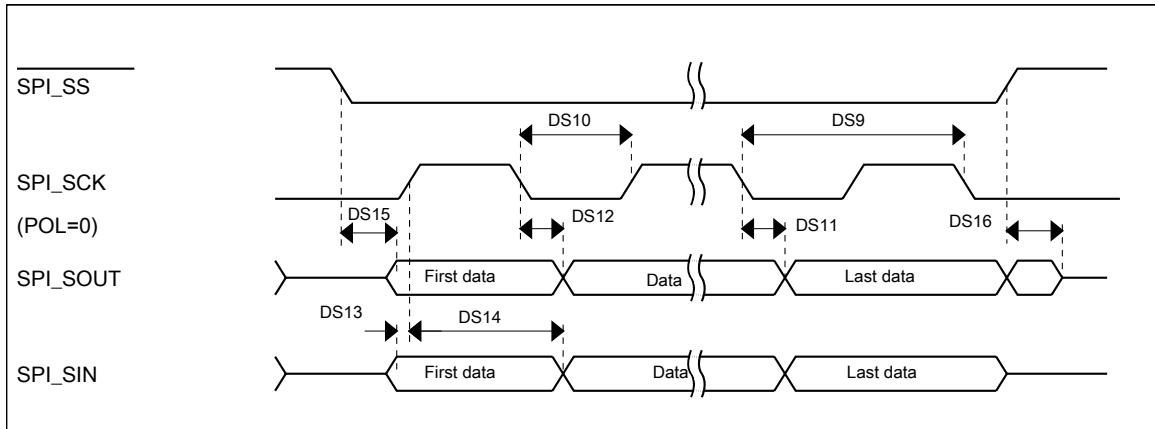 SPI_SS
DS10
DS9
SPI_SCK
(POL=0)
DS15
DS12
DS11
DS16
SPI_SOUT
First data
Data
Last data
DS13
DS14
SPI_SIN
First data
Data
Last data